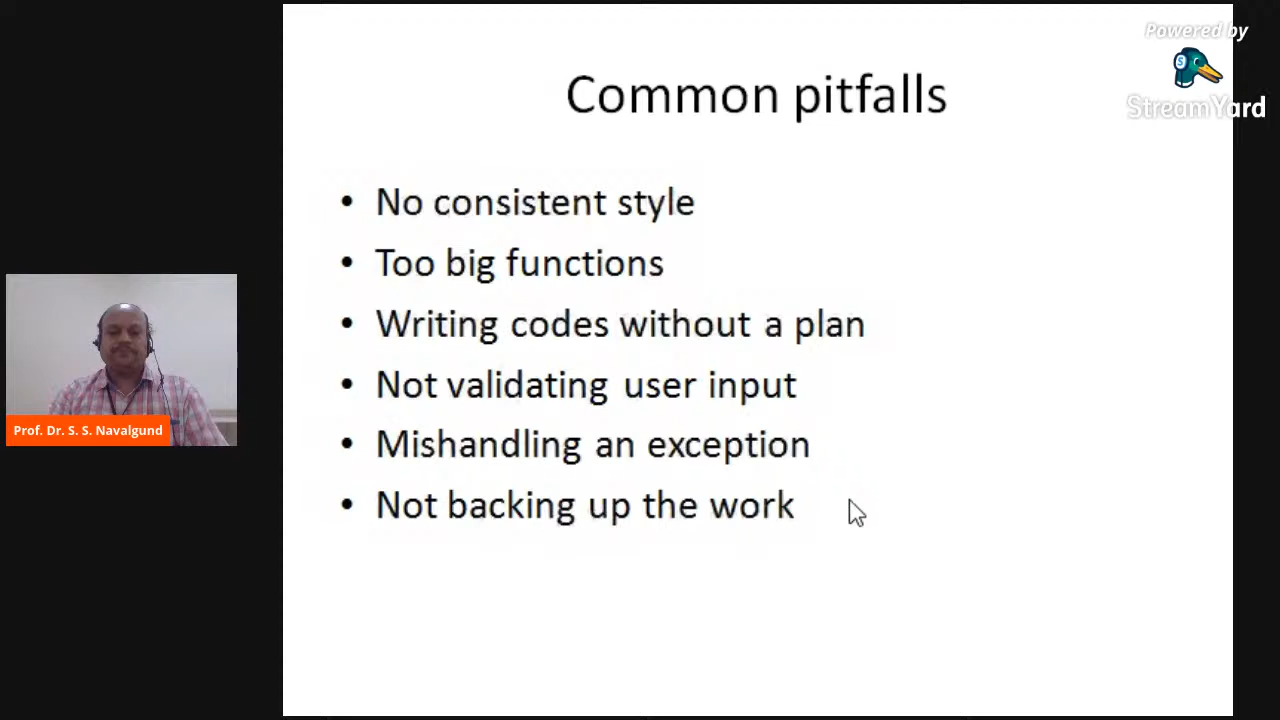 Powered by
StreamYard
Common pitfalls
• No consistent style
• Too big functions
• Writing codes without a plan
• Not validating user input
• Mishandling an exception
• Not backing up the work
Prof. Dr. S. S. Navalgund